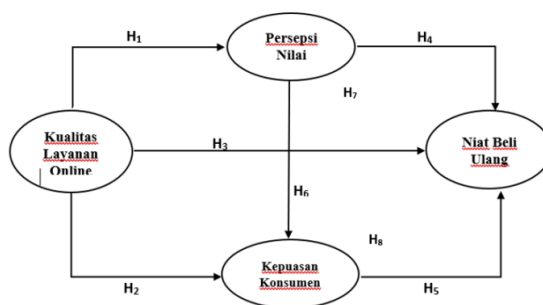 H1
Persepsi
Nilai
H4
H7
Kualitas
Layanan
Online
H3
Niat Beli
Ulang
H6
H8
Kepuasan
Konsumen
H2
H5